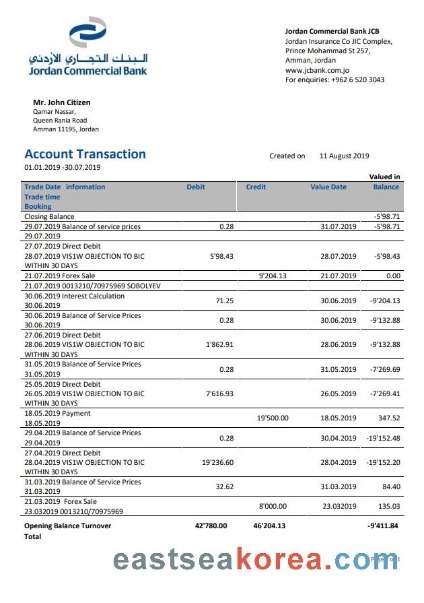 البنك التجاري الأردني
Jordan Commercial Bank
Jordan Commercial Bank JCB
Jordan Insurance Co JIC Complex,
Prince Mohammad St 257,
Amman, Jordan
www.jcbank.com.jo
For enquiries: +962 6 520 3043
Mr. John Citizen
Qamar Nassar,
Queen Rania Road
Amman 11195, Jordan
Account Transaction
Created on 11 August 2019
01.01.2019 -30.07.2019
Valued in
Trade Date information Debit Credit Value Date Balance
Trade time
Booking
Closing Balance -5'98.71
29.07.2019 Balance of service prices 0.28 31.07.2019 -5'98.71
29.07.2019
27.07.2019 Direct Debit
28.07.2019 VIS1W OBJECTION TO BIC 5'98.43 28.07.2019 -5'98.43
WITHIN 30 DAYS
21.07.2019 Forex Sale 9'204.13 21.07.2019 0.00
21.07.2019 0013210/70975969 SOBOLYEV
30.06.2019 Interest Calculation 71.25 30.06.2019 -9'204.13
30.06.2019
30.06.2019 Balance of Service Prices 0.28 30.06.2019 -9'132.88
30.06.2019
27.06.2019 Direct Debit
28.06.2019 VIS1W OBJECTION TO BIC 1'862.91 28.06.2019 -9'132.88
WITHIN 30 DAYS
31.05.2019 Balance of Service Prices 0.28 31.05.2019 -7'269.69
31.05.2019
25.05.2019 Direct Debit
26.05.2019 VIS1W OBJECTION TO BIC 7'616.93 26.05.2019 -7'269.41
WITHIN 30 DAYS
18.05.2019 Payment 19'500.00 18.05.2019 347.52
18.05.2019
29.04.2019 Balance of Service Prices 0.28 30.04.2019 -19'152.48
29.04.2019
27.04.2019 Direct Debit
28.04.2019 VIS1W OBJECTION TO BIC 19'236.60 28.04.2019 -19'152.20
WITHIN 30 DAYS
31.03.2019 Balance of Service Prices 32.62 31.03.2019 84.40
31.03.2019
21.03.2019 Forex Sale 8'000.00 23.032019 135.03
23.032019 0013210/70975969
Opening Balance Turnover 42'780.00 46'204.13 -9'411.84
Total
eastseakorea.com